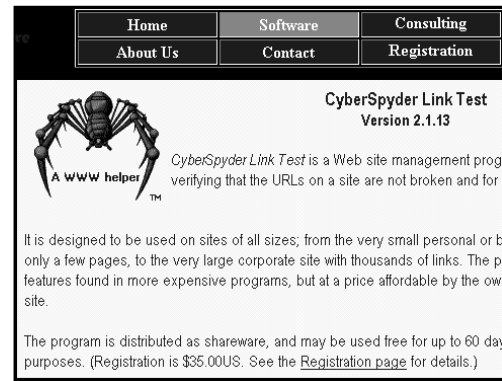 Home Software Consulting
About Us Contact Registration
CyberSpyder Link Test
Version 2.1.13
A WWW helper
TM
CyberSpyder Link Test is a Web site management prog
verifying that the URLs on a site are not broken and for
It is designed to be used on sites of all sizes; from the very small personal or b
only a few pages, to the very large corporate site with thousands of links. The p
features found in more expensive programs, but at a price affordable by the ow
site.
The program is distributed as shareware, and may be used free for up to 60 day
purposes. (Registration is $35.00US. See the Registration page for details.)